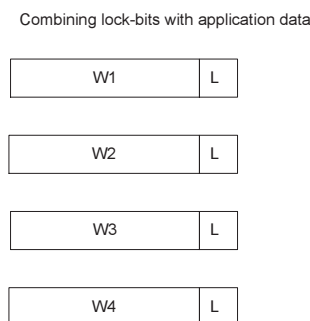 Combining lock-bits with application data
W1 L
W2 L
W3 L
W4 L